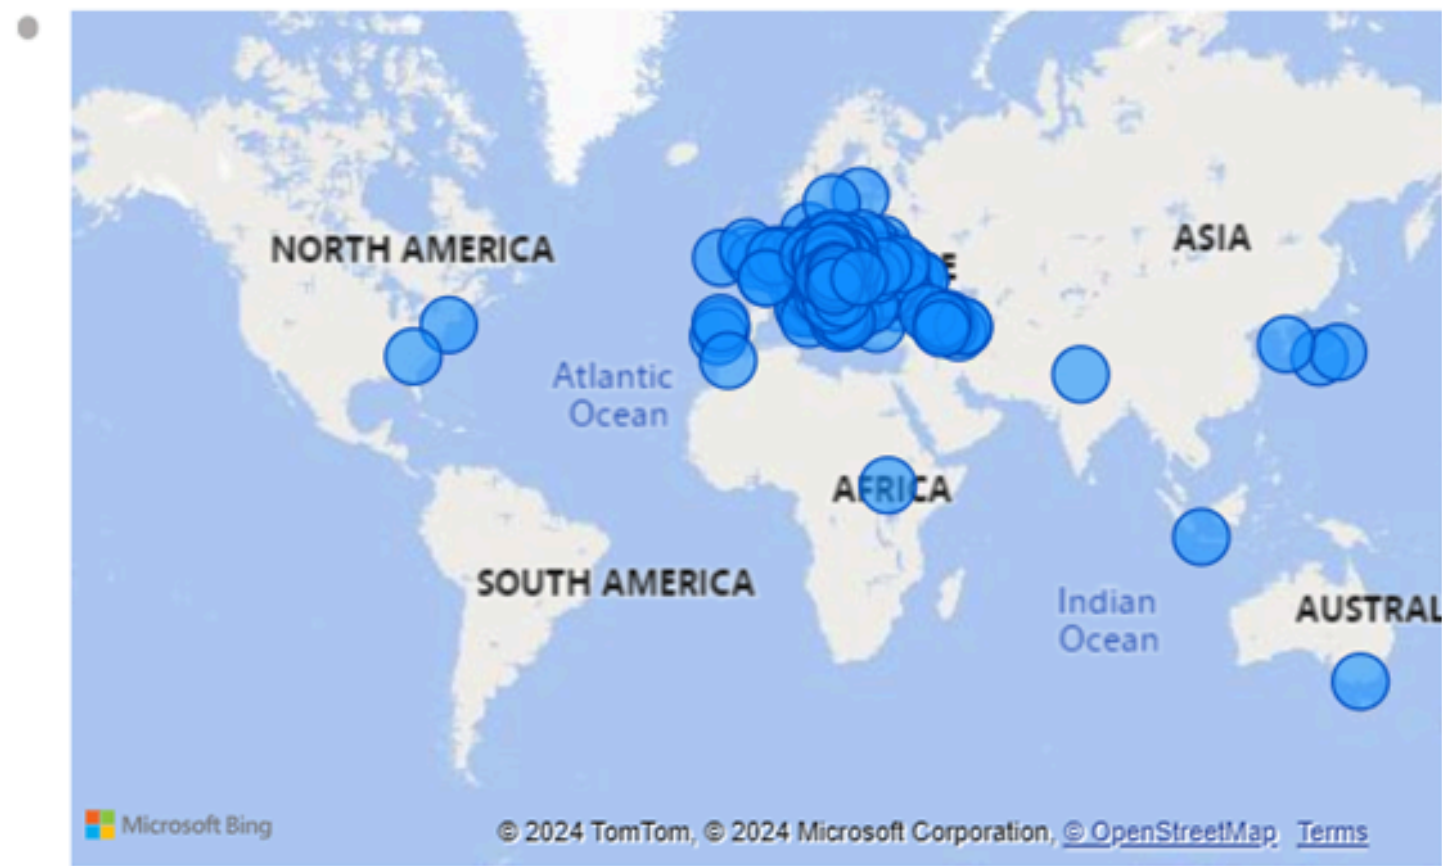 NORTH AMERICA
ASIA
E
Atlantic
Ocean
AFRICA
SOUTH AMERICA
Indian
Ocean
AUSTRAL
Microsoft Bing
© 2024 TomTom, © 2024 Microsoft Corporation, © OpenStreetMap Terms